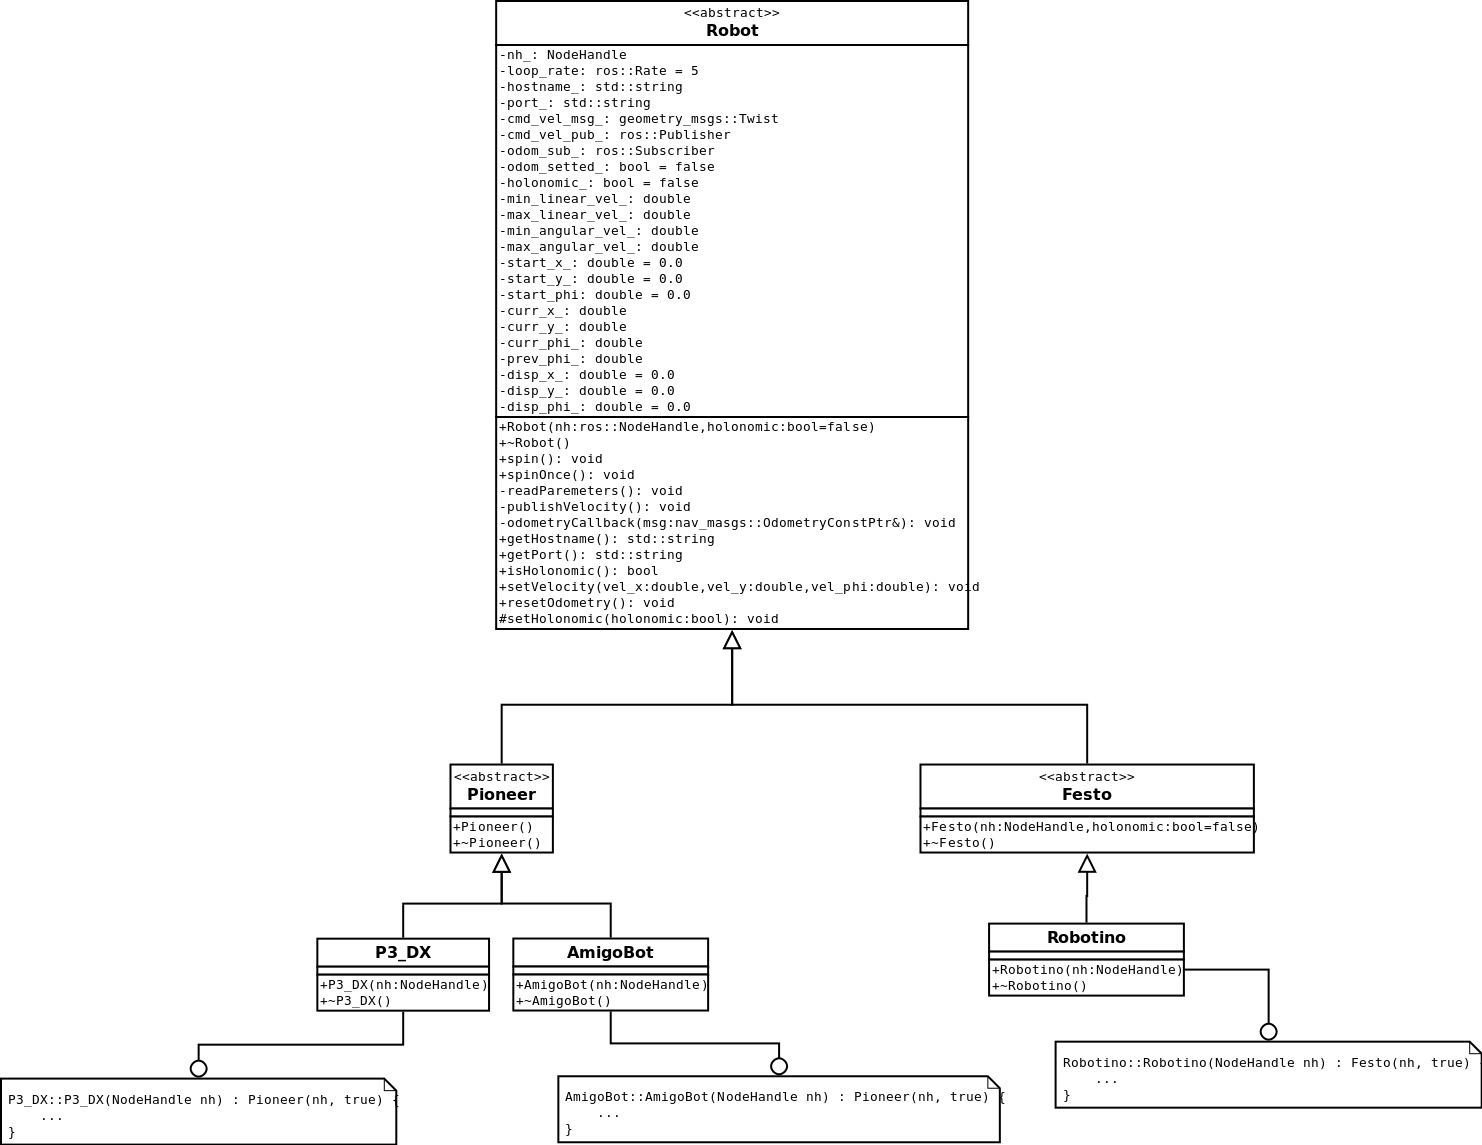 <<abstract>>
Robot
-nh_: NodeHandle
-loop_rate: ros::Rate = 5
-hostname_: std::string
-port_: std::string
-cmd_vel_msg_: geometry_msgs::Twist
-cmd_vel_pub_: ros::Publisher
-odom_sub_: ros::Subscriber
-odom_setted_: bool = false
-holonomic_: bool = false
-min_linear_vel_: double
-max_linear_vel_: double
-min_angular_vel_: double
-max_angular_vel_: double
-start_x_: double = 0.0
-start_y_: double = 0.0
-start_phi: double = 0.0
-curr_x_: double
-curr_y_: double
-curr_phi_: double
-prev_phi_: double
-disp_x_: double = 0.0
-disp_y_: double = 0.0
-disp_phi_: double = 0.0
+Robot(nh:ros::NodeHandle,holonomic:bool=false)
+~Robot()
+spin(): void
+spinOnce(): void
-readParemeters(): void
-publishVelocity(): void
-odometryCallback(msg:nav_masgs::OdometryConstPtr&): void
+getHostname(): std::string
+getPort(): std::string
+isHolonomic(): bool
+setVelocity(vel_x:double,vel_y:double,vel_phi:double): void
+resetOdometry(): void
#setHolonomic(holonomic:bool): void
<<abstract>>
Pioneer
+Pioneer()
+~Pioneer()
<<abstract>>
Festo
+Festo(nh:NodeHandle,holonomic:bool=false)
+~Festo()
P3_DX
+P3_DX(nh:NodeHandle)
+~P3_DX()
AmigoBot
+AmigoBot(nh:NodeHandle)
+~AmigoBot()
Robotino
+Robotino(nh:NodeHandle)
+~Robotino()
P3_DX::P3_DX(NodeHandle nh) : Pioneer(nh, true) {
...
}
AmigoBot::AmigoBot(NodeHandle nh) : Pioneer(nh, true) {
...
}
Robotino::Robotino(NodeHandle nh) : Festo(nh, true)
...
}